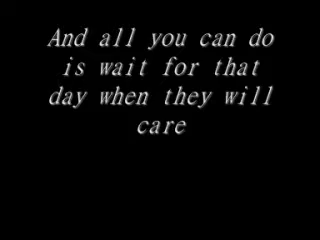 And all you can do
is wait for that
day when they will
care